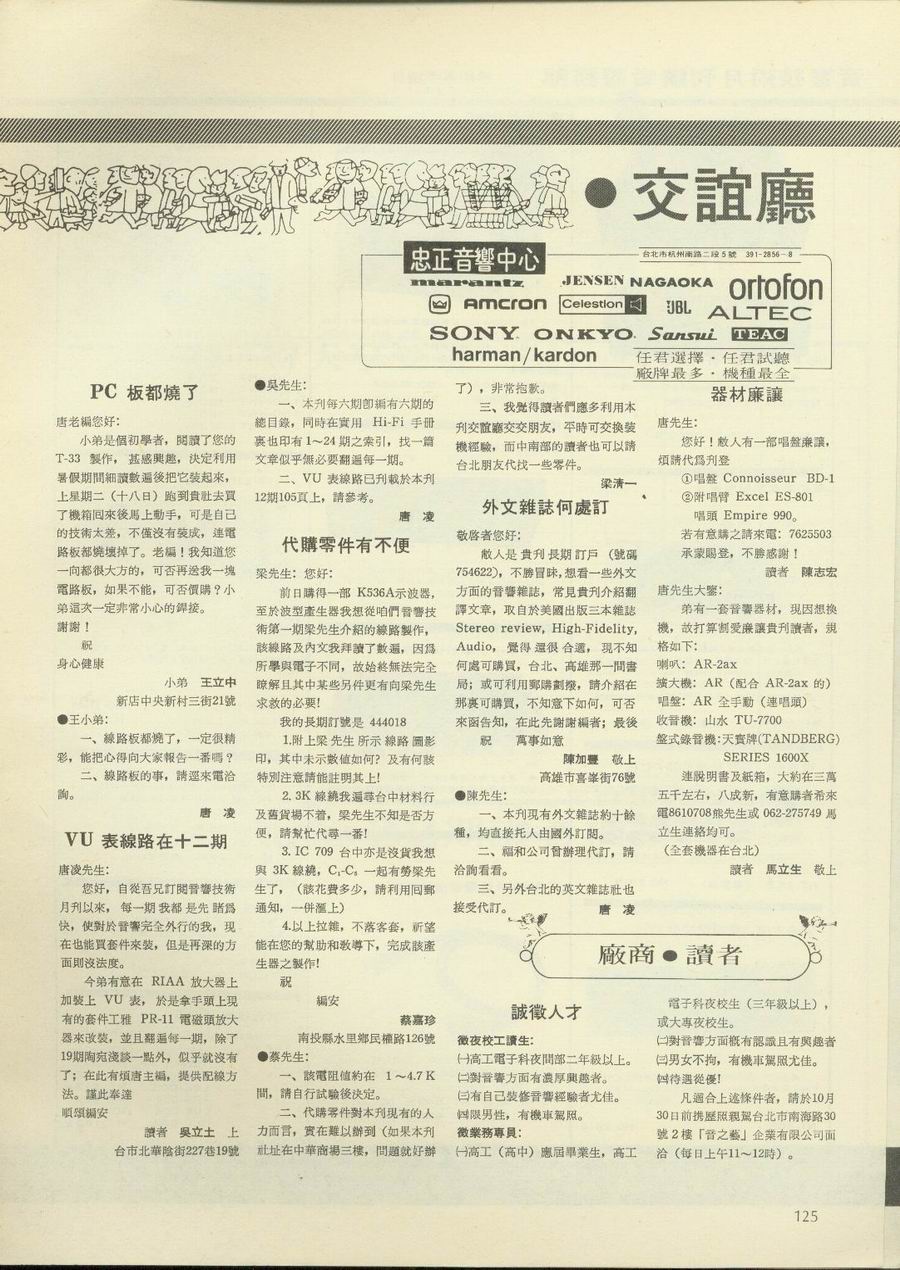 交誼廳
忠正音響中心
台北市杭州南路二段5號 391-2856~8
marantz JENSEN NAGAOKA ortofon
AMCRON Celestion JBL ALTEC
SONY ONKYO Sansui TEAC
harman/kardon 任君選擇・任君試聽
廠牌最多・機種最全
PC 板都燒了
唐老編您好：
小弟是個初學者，閱讀了您的
T-33 製作，甚感興趣，決定利用
暑假期間細讀數遍後把它裝起來，
上星期二（十八日）跑到貴社去買
了機箱囘來後馬上動手，可是自己
的技術太差，不僅沒有裝成，連電
路板都燒壞掉了。老編！我知道您
一向都很大方的，可否再送我一塊
電路板，如果不能，可否價購？小
弟這次一定非常小心的銲接。
謝謝！
祝
身心健康
小弟 王立中
新店中央新村三街21號
●王小弟：
一、線路板都燒了，一定很精
彩，能把心得向大家報告一番嗎？
二、線路板的事，請逕來電洽
詢。
唐 凌
VU 表線路在十二期
唐凌先生：
您好，自從吾兄訂閱音響技術
月刊以來，每一期我都是先睹爲
快，使對於音響完全外行的我，現
在也能買套件來裝，但是再深的方
面則沒法度。
今弟有意在 RIAA 放大器上
加裝上 VU 表，於是拿手頭上現
有的套件工雅 PR-11 電磁頭放大
器來改裝，並且翻遍每一期，除了
19期陶宛淺談一點外，似乎就沒有
了；在此有煩唐主編，提供配線方
法。謹此奉達
順頌編安
讀者 吳立士 上
台市北華陰街227巷19號
●吳先生：
一、本刊每六期卽編有六期的
總目錄，同時在實用 Hi-Fi 手冊
裏也印有1～24期之索引，找一篇
文章似乎無必要翻遍每一期。
二、VU 表線路已刊載於本刊
12期105頁上，請參考。
唐 凌
代購零件有不便
梁先生：您好：
前日購得一部 K536A示波器，
至於波型產生器我想從咱們音響技
術第一期梁先生介紹的線路製作，
該線路及內文我拜讀了數遍，因爲
所學與電子不同，故始終無法完全
瞭解且其中某些另件更有向梁先生
求救的必要！
我的長期訂號是 444018
1.附上梁先生所示線路圖影
印，其中未示數値如何？及有何該
特別注意請能註明其上！
2. 3K 線繞我遍尋台中材料行
及舊貨場不着，梁先生不知是否方
便，請幫忙代尋一番！
3. IC 709 台中亦是沒貨我想
與 3K線繞，C₁-C₈ 一起有勞梁先
生了，（該花費多少，請利用囘郵
通知，一併滙上）
4.以上拉雜，不落客套，祈望
能在您的幫助和敎導下，完成該產
生器之製作！
祝
編安
蔡嘉珍
南投縣水里鄉民權路126號
●蔡先生：
一、該電阻値約在 1～4.7K
間，請自行試驗後決定。
二、代購零件對本刊現有的人
力而言，實在難以辦到（如果本刊
社址在中華商場三樓，問題就好辦
了），非常抱歉。
三、我覺得讀者們應多利用本
刊交誼廳交交朋友，平時可交換裝
機經驗，而中南部的讀者也可以請
台北朋友代找一些零件。
梁清一
外文雜誌何處訂
敬啓者您好：
敝人是貴刊長期訂戶（號碼
754622），不勝冒昧，想看一些外文
方面的音響雜誌，常見貴刊介紹翻
譯文章，取自於美國出版三本雜誌
Stereo review, High-Fidelity,
Audio，覺得還很合適，現不知
何處可購買，台北、高雄那一間書
局；或可利用郵購劃撥，請介紹在
那裏可購買，不知意下如何，可否
來函告知，在此先謝謝編者；最後
祝 萬事如意
陳加豐 敬上
高雄市喜峯街76號
●陳先生：
一、本刊現有外文雜誌約十餘
種，均直接托人由國外訂閱。
二、福和公司曾辦理代訂，請
洽詢看看。
三、另外台北的英文雜誌社也
接受代訂。 唐 凌
器材廉讓
唐先生：
您好！敝人有一部唱盤廉讓，
煩請代爲刊登
①唱盤 Connoisseur BD-1
②附唱臂 Excel ES-801
唱頭 Empire 990。
若有意購之請來電：7625503
承蒙賜登，不勝感謝！
讀者 陳志宏
唐先生大鑒：
弟有一套音響器材，現因想換
機，故打算割愛廉讓貴刊讀者，規
格如下：
喇叭：AR-2ax
擴大機：AR（配合 AR-2ax 的）
唱盤：AR 全手動（連唱頭）
收音機：山水 TU-7700
盤式錄音機：天寶牌(TANDBERG)
SERIES 1600X
連說明書及紙箱，大約在三萬
五千左右，八成新，有意購者希來
電8610708熊先生或 062-275749 馬
立生連絡均可。
（全套機器在台北）
讀者 馬立生 敬上
廠商●讀者
誠徵人才
徵夜校工讀生：
㈠高工電子科夜間部二年級以上。
㈡對音響方面有濃厚興趣者。
㈢有自己裝修音響經驗者尤佳。
㈣限男性，有機車駕照。
徵業務專員：
㈠高工（高中）應屆畢業生，高工
電子科夜校生（三年級以上），
或大專夜校生。
㈡對音響方面槪有認識且有興趣者
㈢男女不拘，有機車駕照尤佳。
㈣待遇從優！
凡適合上述條件者，請於10月
30日前携歷照親駕台北市南海路30
號2樓「音之藝」企業有限公司面
洽（每日上午11～12時）。
125